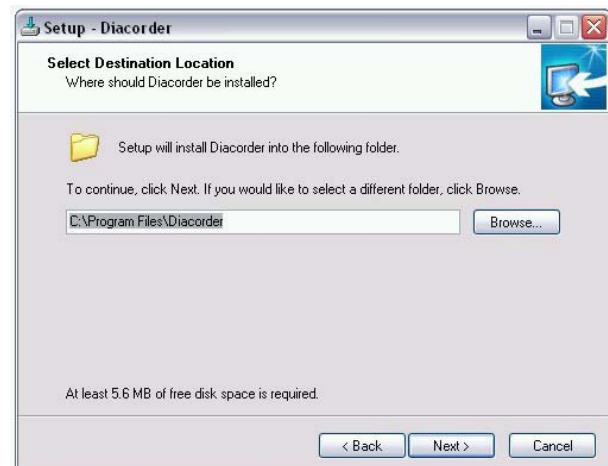 Setup - Diacorder
Select Destination Location
Where should Diacorder be installed?
Setup will install Diacorder into the following folder.
To continue, click Next. If you would like to select a different folder, click Browse.
C:\Program Files\Diacorder
Browse...
At least 5.6 MB of free disk space is required.
< Back
Next >
Cancel